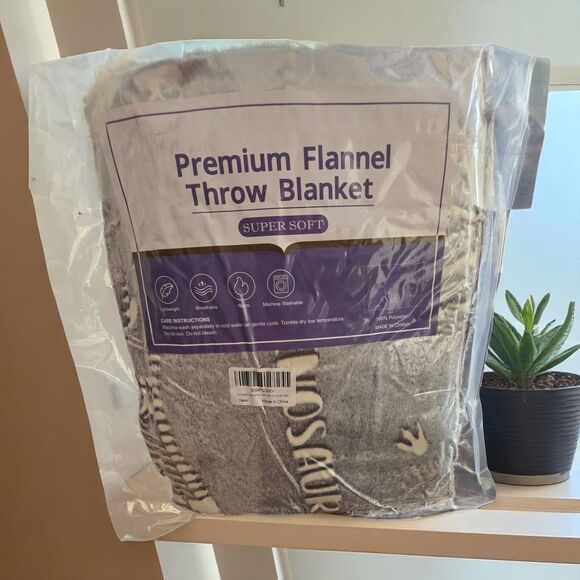 Premium Flannel
Throw Blanket
SUPER SOFT
Lightweight
Breathable
Machine Washable
CARE INSTRUCTIONS
Machine wash separately in cold water on gentle cycle. Tumble dry low temperature.
Do not iron. Do not bleach.
100% Polyester
MADE IN CHINA
Made in China
NOSAUR